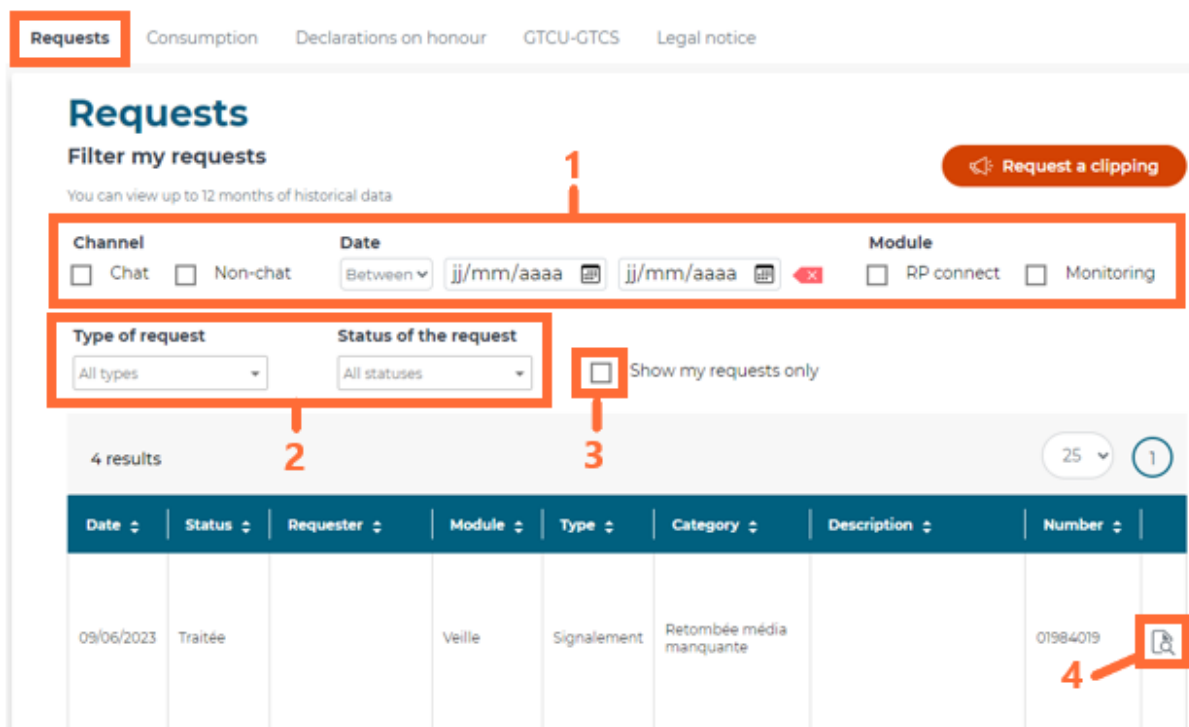 Requests Consumption Declarations on honour GTCU-GTCS Legal notice
Requests
Filter my requests
Request a clipping
You can view up to 12 months of historical data
1
Channel Date Module
Chat Non-chat Between jj/mm/aaaa jj/mm/aaaa RP connect Monitoring
Type of request Status of the request
All types All statuses Show my requests only
2 3
4 results 25 1
Date Status Requester Module Type Category Description Number
09/06/2023 Traitée Veille Signalement Retombée média manquante 01984019
4